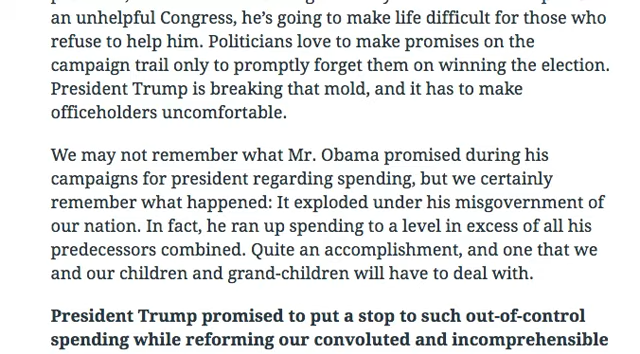 an unhelpful Congress, he’s going to make life difficult for those who
refuse to help him. Politicians love to make promises on the
campaign trail only to promptly forget them on winning the election.
President Trump is breaking that mold, and it has to make
officeholders uncomfortable.
We may not remember what Mr. Obama promised during his
campaigns for president regarding spending, but we certainly
remember what happened: It exploded under his misgovernment of
our nation. In fact, he ran up spending to a level in excess of all his
predecessors combined. Quite an accomplishment, and one that we
and our children and grand-children will have to deal with.
President Trump promised to put a stop to such out-of-control
spending while reforming our convoluted and incomprehensible